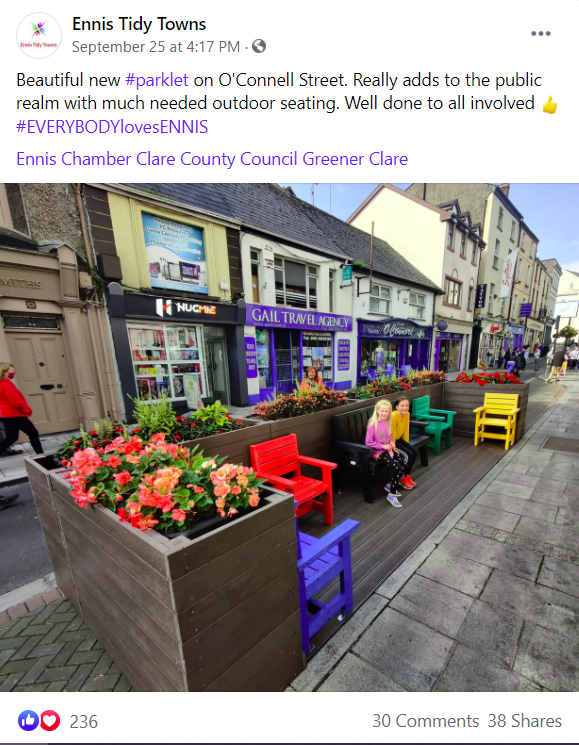 Ennis Tidy Towns
Ennis Tidy Towns
September 25 at 4:17 PM ·
Beautiful new #parklet on O'Connell Street. Really adds to the public
realm with much needed outdoor seating. Well done to all involved 👍
#EVERYBODYlovesENNIS
Ennis Chamber Clare County Council Greener Clare
NUGMIE
GAIL TRAVEL AGENCY
O'Connors
236
30 Comments 38 Shares